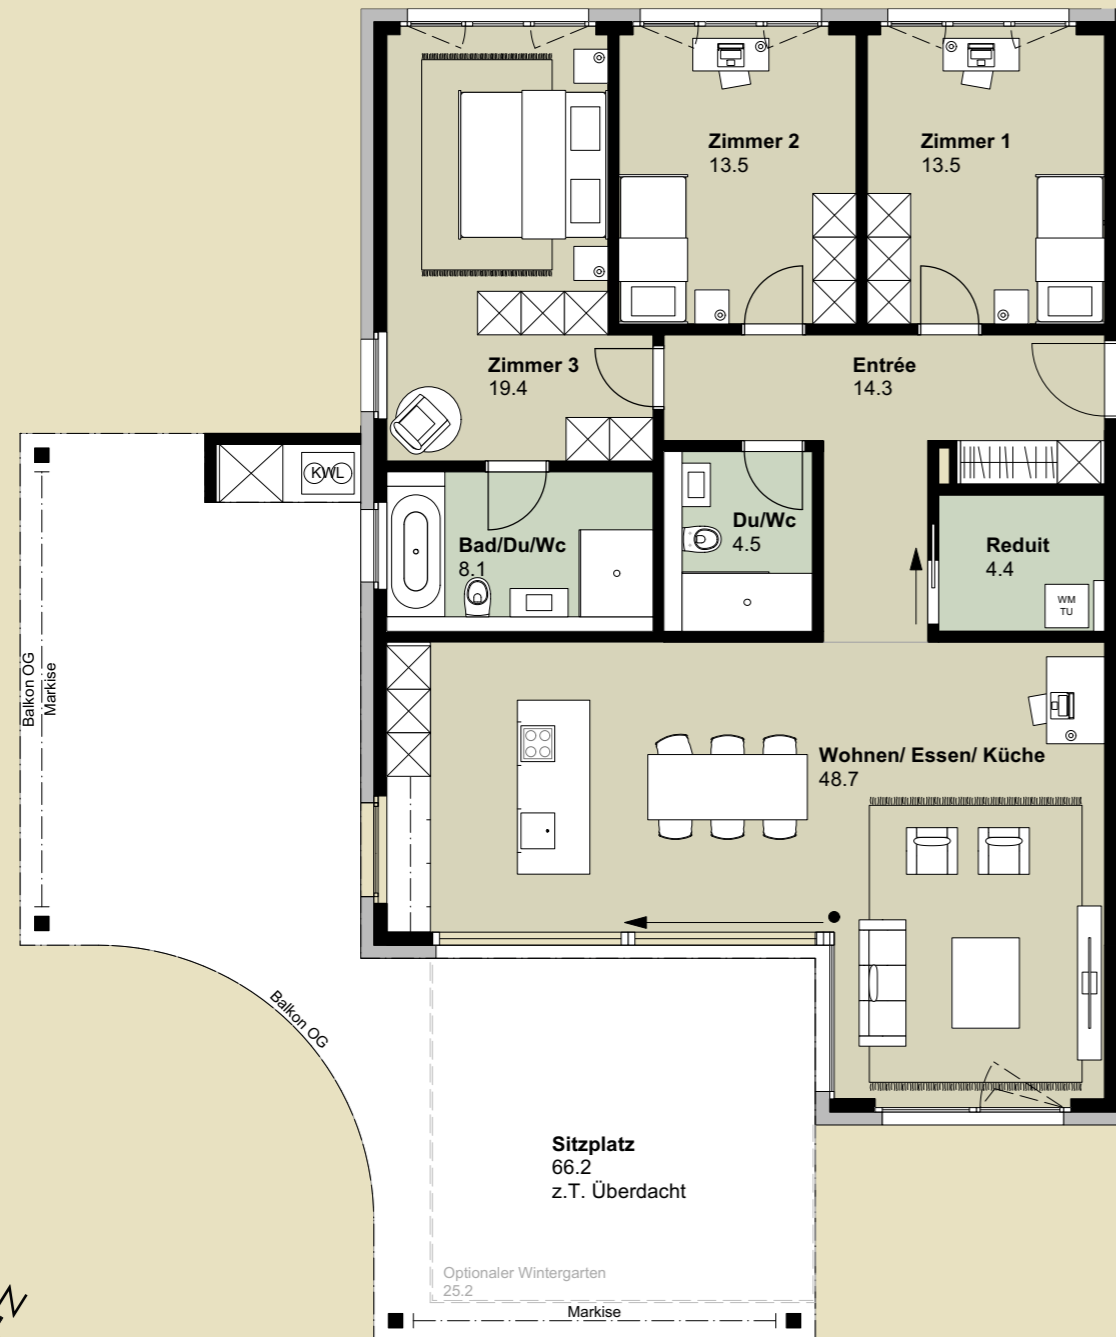 Zimmer 2
13.5
Zimmer 1
13.5
Zimmer 3
19.4
Entrée
14.3
KWL
Bad/Du/Wc
8.1
Du/Wc
4.5
Reduit
4.4
WM
TU
Balkon OG
Markise
Wohnen/ Essen/ Küche
48.7
Balkon OG
Sitzplatz
66.2
z.T. Überdacht
Optionaler Wintergarten
25.2
Markise
N